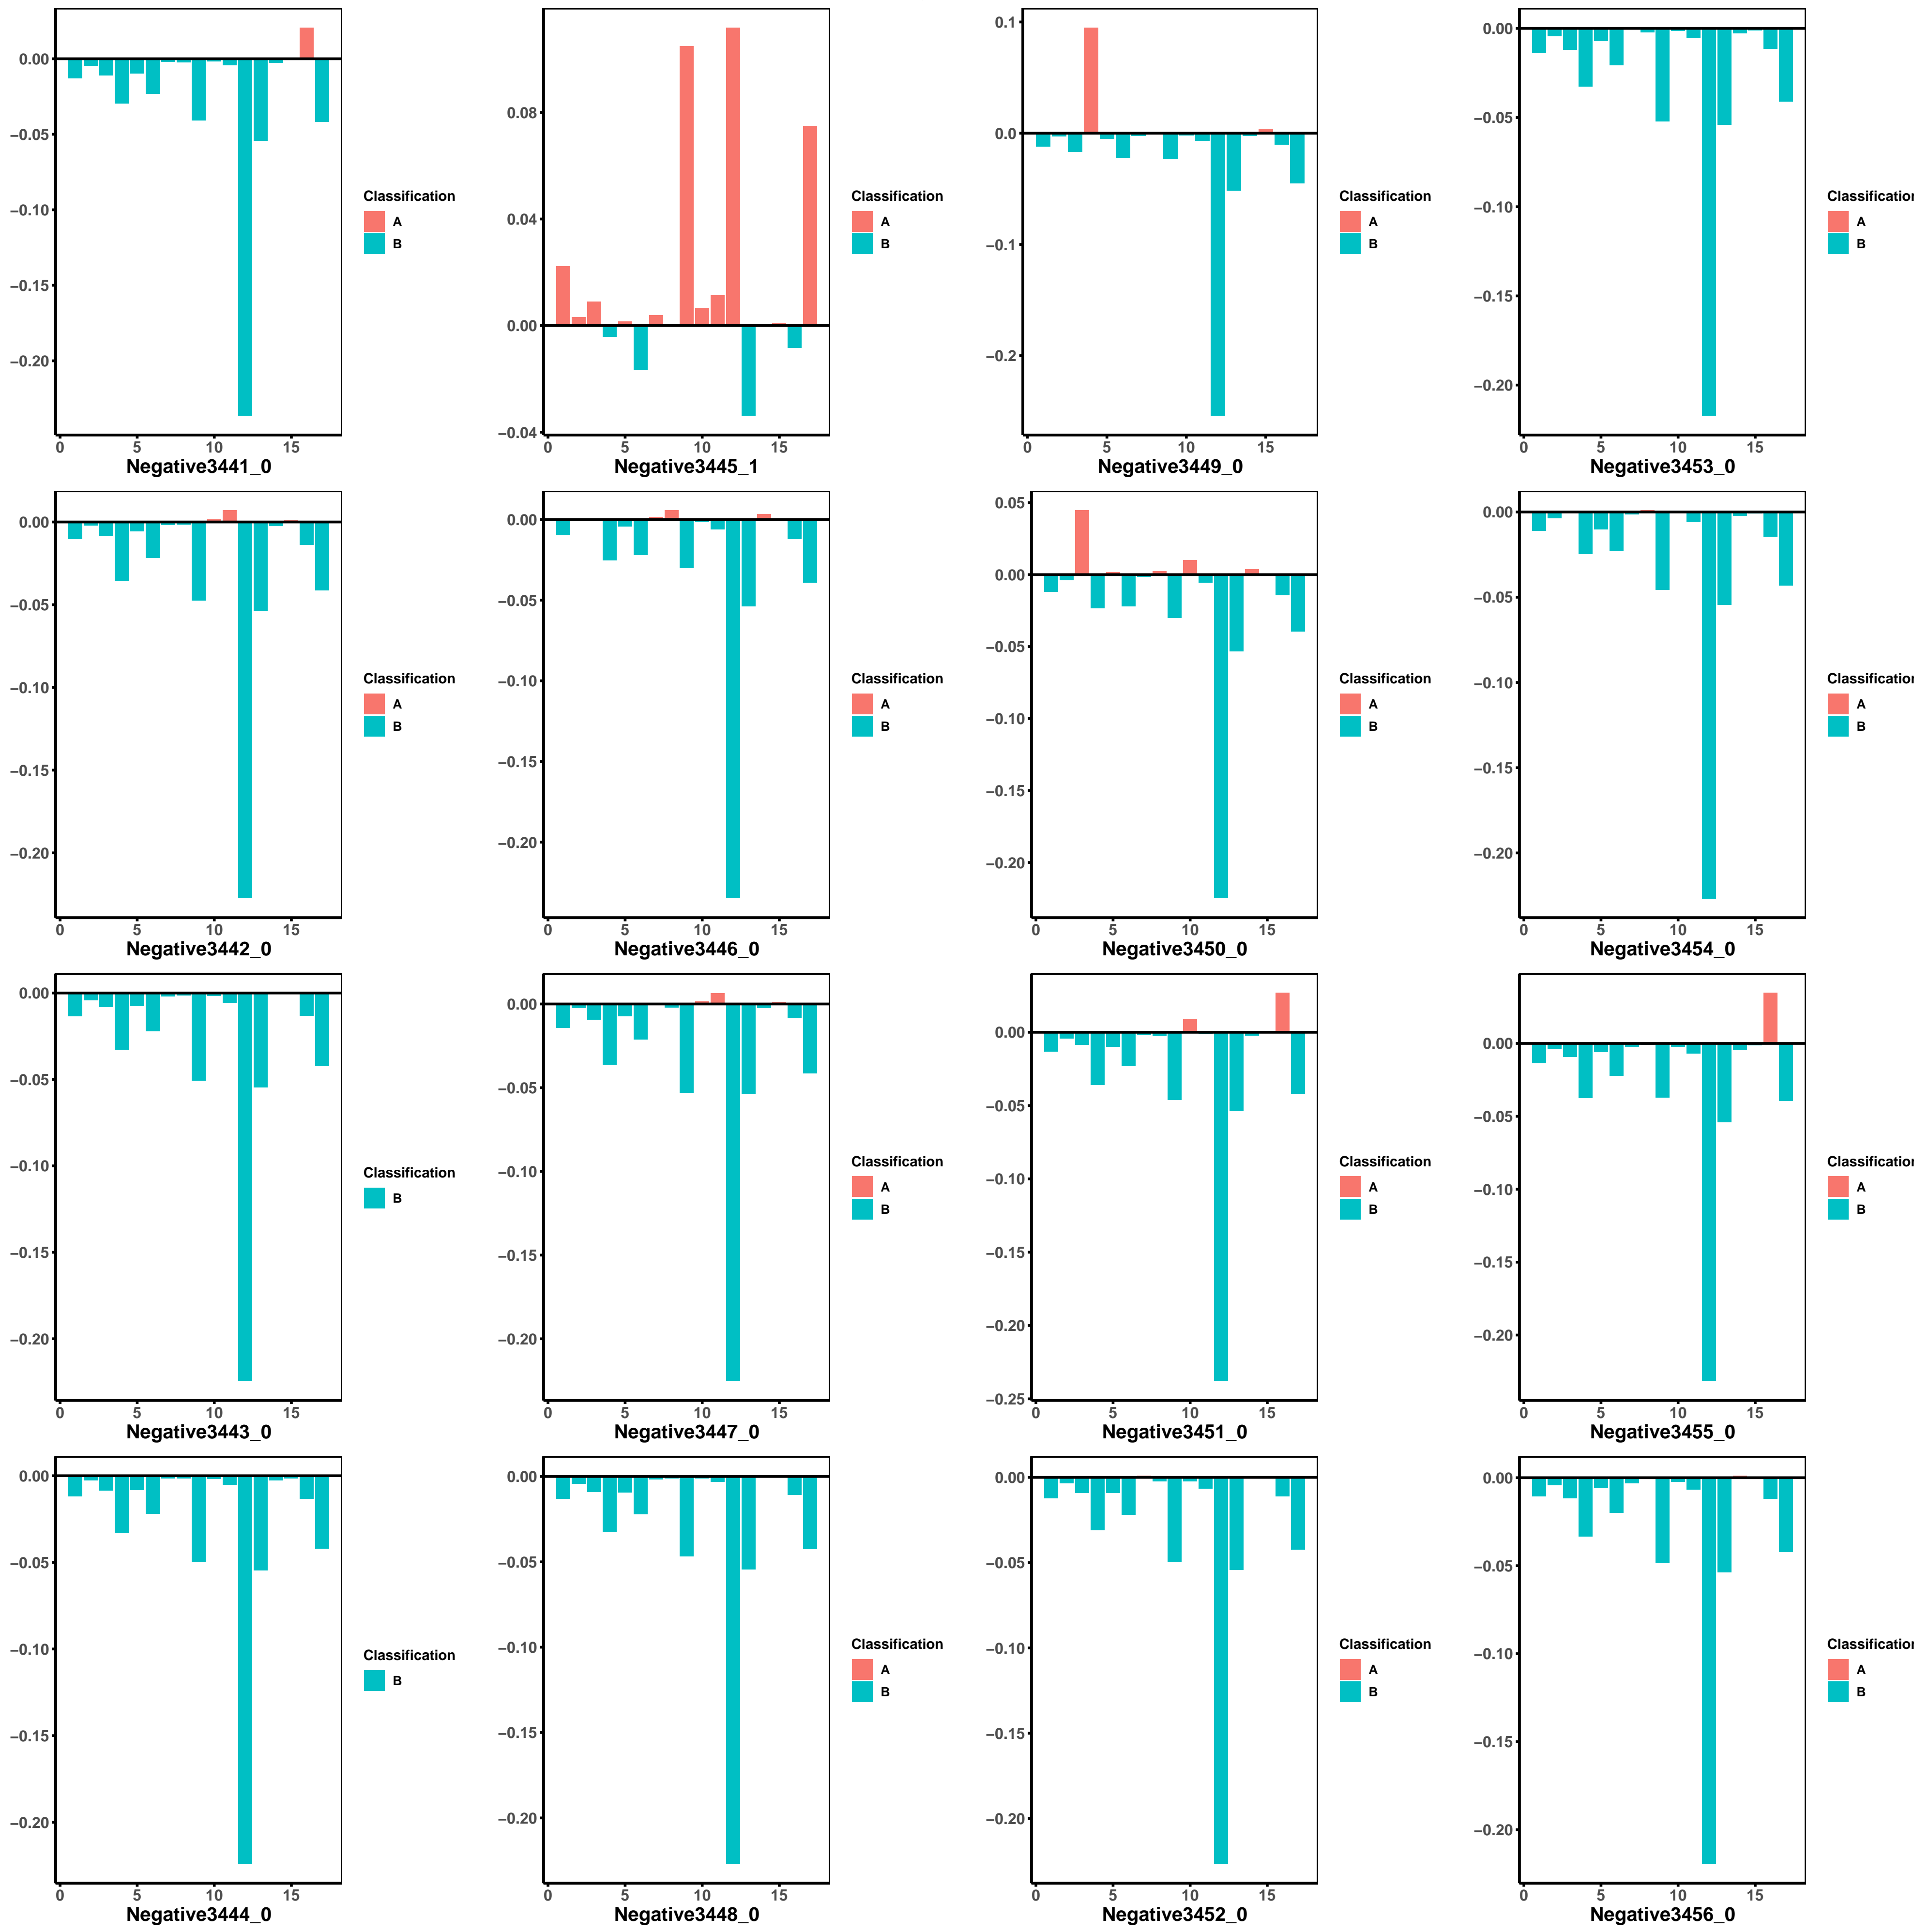 0.00
−0.05
−0.10
−0.15
−0.20
0 5 10 15
Negative3441_0
Classification
A
B
0.08
0.04
0.00
−0.04
0 5 10 15
Negative3445_1
Classification
A
B
0.1
0.0
−0.1
−0.2
0 5 10 15
Negative3449_0
Classification
A
B
0.00
−0.05
−0.10
−0.15
−0.20
0 5 10 15
Negative3453_0
Classificatio
A
B
0.00
−0.05
−0.10
−0.15
−0.20
0 5 10 15
Negative3442_0
Classification
A
B
0.00
−0.05
−0.10
−0.15
−0.20
0 5 10 15
Negative3446_0
Classification
A
B
0.05
0.00
−0.05
−0.10
−0.15
−0.20
0 5 10 15
Negative3450_0
Classification
A
B
0.00
−0.05
−0.10
−0.15
−0.20
0 5 10 15
Negative3454_0
Classificatio
A
B
0.00
−0.05
−0.10
−0.15
−0.20
0 5 10 15
Negative3443_0
Classification
B
0.00
−0.05
−0.10
−0.15
−0.20
0 5 10 15
Negative3447_0
Classification
A
B
0.00
−0.05
−0.10
−0.15
−0.20
−0.25
0 5 10 15
Negative3451_0
Classification
A
B
0.00
−0.05
−0.10
−0.15
−0.20
0 5 10 15
Negative3455_0
Classificatio
A
B
0.00
−0.05
−0.10
−0.15
−0.20
0 5 10 15
Negative3444_0
Classification
B
0.00
−0.05
−0.10
−0.15
−0.20
0 5 10 15
Negative3448_0
Classification
A
B
0.00
−0.05
−0.10
−0.15
−0.20
0 5 10 15
Negative3452_0
Classification
A
B
0.00
−0.05
−0.10
−0.15
−0.20
0 5 10 15
Negative3456_0
Classificatio
A
B